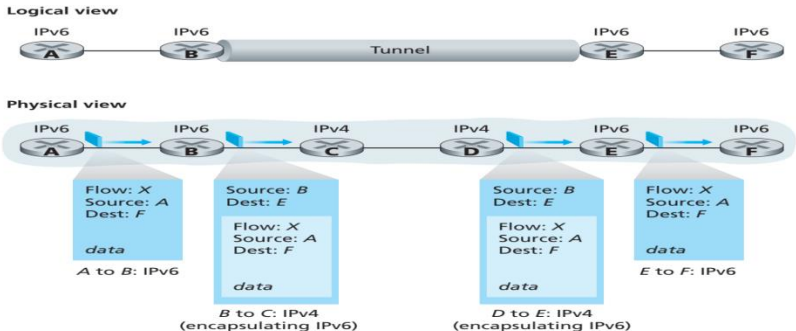 Logical view
IPv6 IPv6 IPv6 IPv6
A B Tunnel E F
Physical view
IPv6 IPv6 IPv4 IPv4 IPv6 IPv6
A B C D E F
Flow: X
Source: A
Dest: F
data
A to B: IPv6
Source: B
Dest: E
Flow: X
Source: A
Dest: F
data
B to C: IPv4
(encapsulating IPv6)
Source: B
Dest: E
Flow: X
Source: A
Dest: F
data
D to E: IPv4
(encapsulating IPv6)
Flow: X
Source: A
Dest: F
data
E to F: IPv6